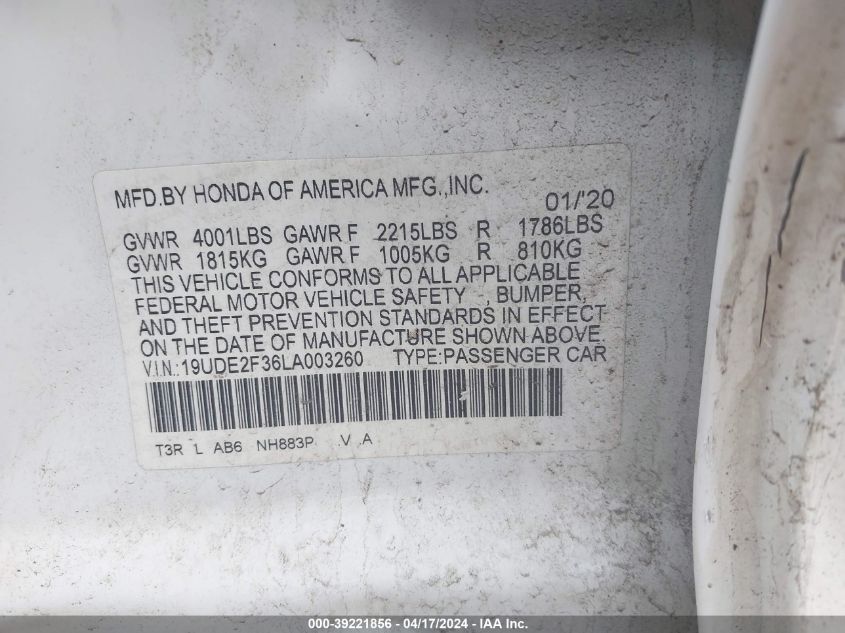 MFD.BY HONDA OF AMERICA MFG.,INC. 01/'20
GVWR 4001LBS GAWR F 2215LBS R 1786LBS
GVWR 1815KG GAWR F 1005KG R 810KG
THIS VEHICLE CONFORMS TO ALL APPLICABLE
FEDERAL MOTOR VEHICLE SAFETY , BUMPER,
AND THEFT PREVENTION STANDARDS IN EFFECT
ON THE DATE OF MANUFACTURE SHOWN ABOVE.
V.I.N.:19UDE2F36LA003260 TYPE:PASSENGER CAR
T3R L AB6 NH883P V A
000-39221856 - 04/17/2024 - IAAI.com